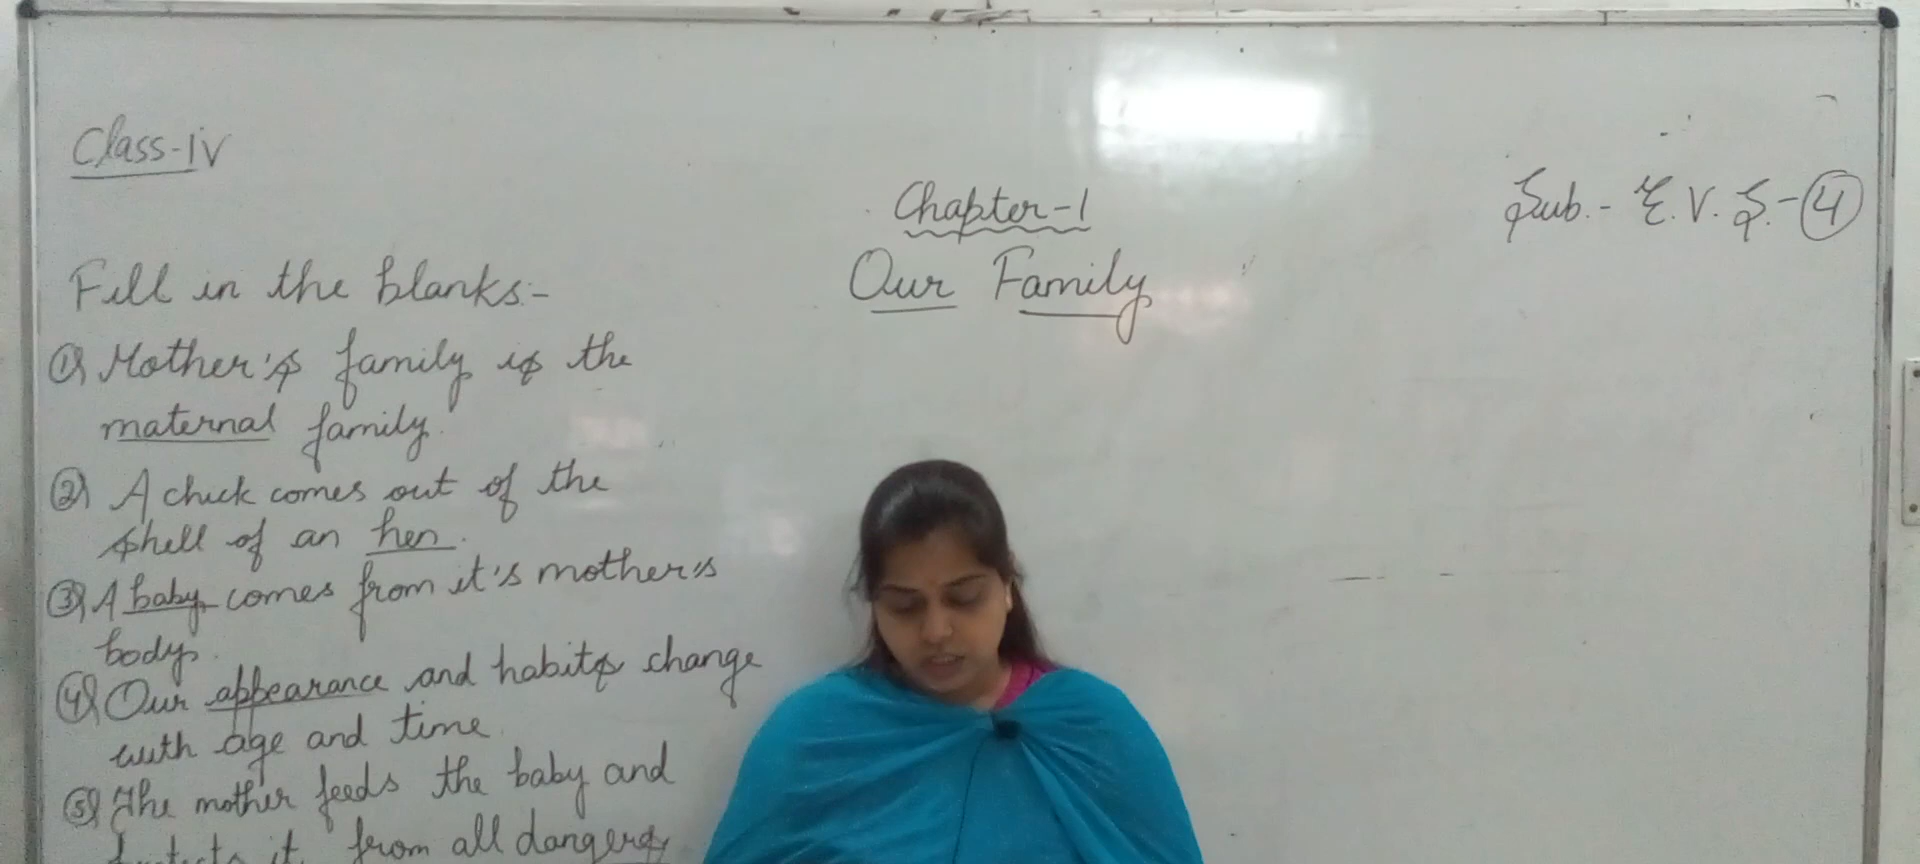 Class-iv
Sub.- E.V.S.-4
Chapter-1
Our Family
Fill in the blanks:-
1) Mother's family is the
maternal family.
2) A chick comes out of the
shell of an hen.
3) A baby comes from it's mother's
body.
4) Our appearance and habits change
with age and time.
5) The mother feeds the baby and
protects it from all dangers